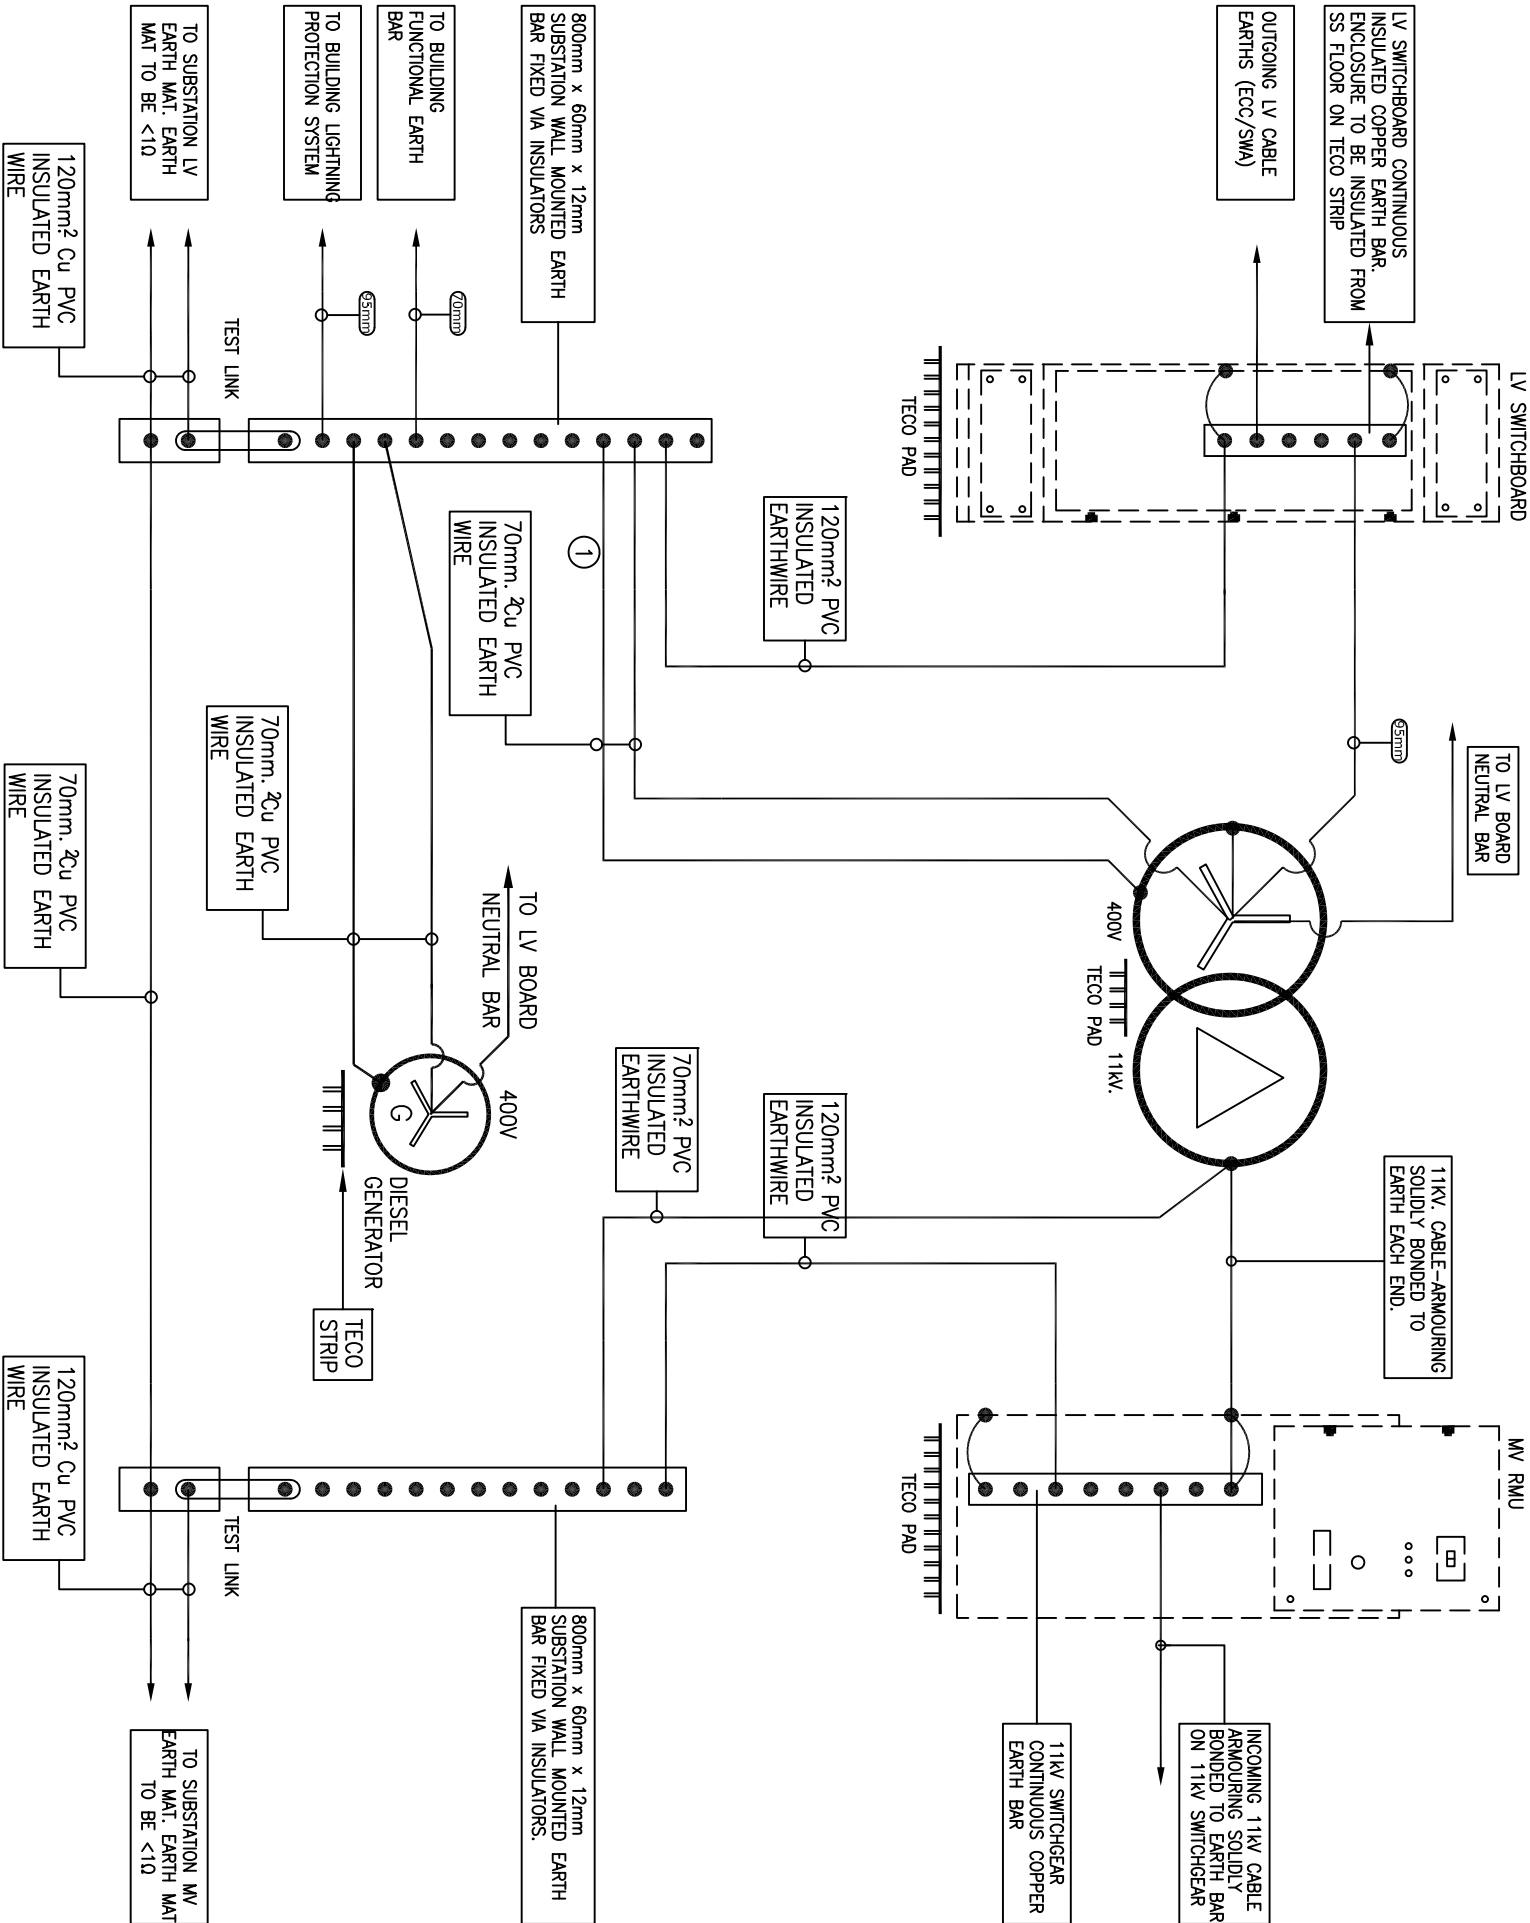 LV SWITCHBOARD CONTINUOUS
INSULATED COPPER EARTH BAR.
ENCLOSURE TO BE INSULATED FROM
SS FLOOR ON TECO STRIP
LV SWITCHBOARD
OUTGOING LV CABLE
EARTHS (ECC/SWA)
TECO PAD
TO LV BOARD
NEUTRAL BAR
95mm
400V
TECO PAD
11kV.
11KV. CABLE-ARMOURING
SOLIDLY BONDED TO
EARTH EACH END.
MV RMU
TECO PAD
INCOMING 11kV CABLE
ARMOURING SOLIDLY
BONDED TO EARTH BAR
ON 11kV SWITCHGEAR
11kV SWITCHGEAR
CONTINUOUS COPPER
EARTH BAR
120mm² PVC
INSULATED
EARTHWIRE
120mm² PVC
INSULATED
EARTHWIRE
70mm² PVC
INSULATED
EARTHWIRE
800mm x 60mm x 12mm
SUBSTATION WALL MOUNTED EARTH
BAR FIXED VIA INSULATORS
1
70mm.²Cu PVC
INSULATED EARTH
WIRE
TO LV BOARD
NEUTRAL BAR
400V
G
DIESEL
GENERATOR
TECO
STRIP
800mm x 60mm x 12mm
SUBSTATION WALL MOUNTED EARTH
BAR FIXED VIA INSULATORS.
TO BUILDING
FUNCTIONAL EARTH
BAR
70mm
TO BUILDING LIGHTNING
PROTECTION SYSTEM
95mm
70mm.²Cu PVC
INSULATED EARTH
WIRE
TEST LINK
TEST LINK
TO SUBSTATION LV
EARTH MAT. EARTH
MAT TO BE <1Ω
TO SUBSTATION MV
EARTH MAT. EARTH MAT
TO BE <1Ω
120mm² Cu PVC
INSULATED EARTH
WIRE
70mm.²Cu PVC
INSULATED EARTH
WIRE
120mm² Cu PVC
INSULATED EARTH
WIRE